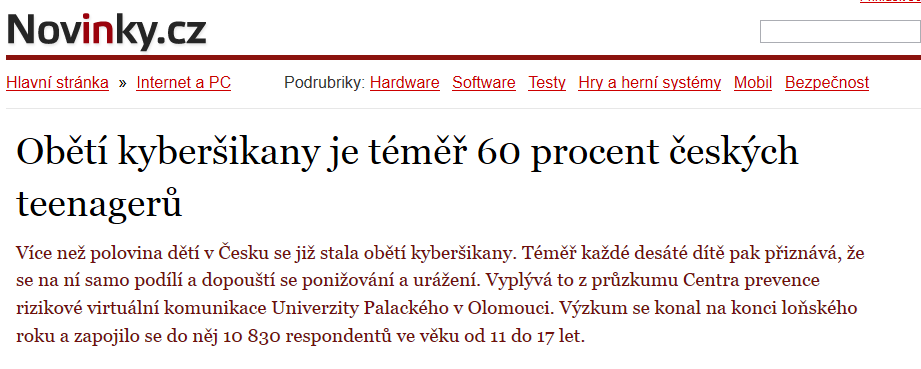 Novinky.cz
Hlavní stránka » Internet a PC Podrubriky: Hardware Software Testy Hry a herní systémy Mobil Bezpečnost
Obětí kyberšikany je téměř 60 procent českých
teenagerů
Více než polovina dětí v Česku se již stala obětí kyberšikany. Téměř každé desáté dítě pak přiznává, že
se na ní samo podílí a dopouští se ponižování a urážení. Vyplývá to z průzkumu Centra prevence
rizikové virtuální komunikace Univerzity Palackého v Olomouci. Výzkum se konal na konci loňského
roku a zapojilo se do něj 10 830 respondentů ve věku od 11 do 17 let.